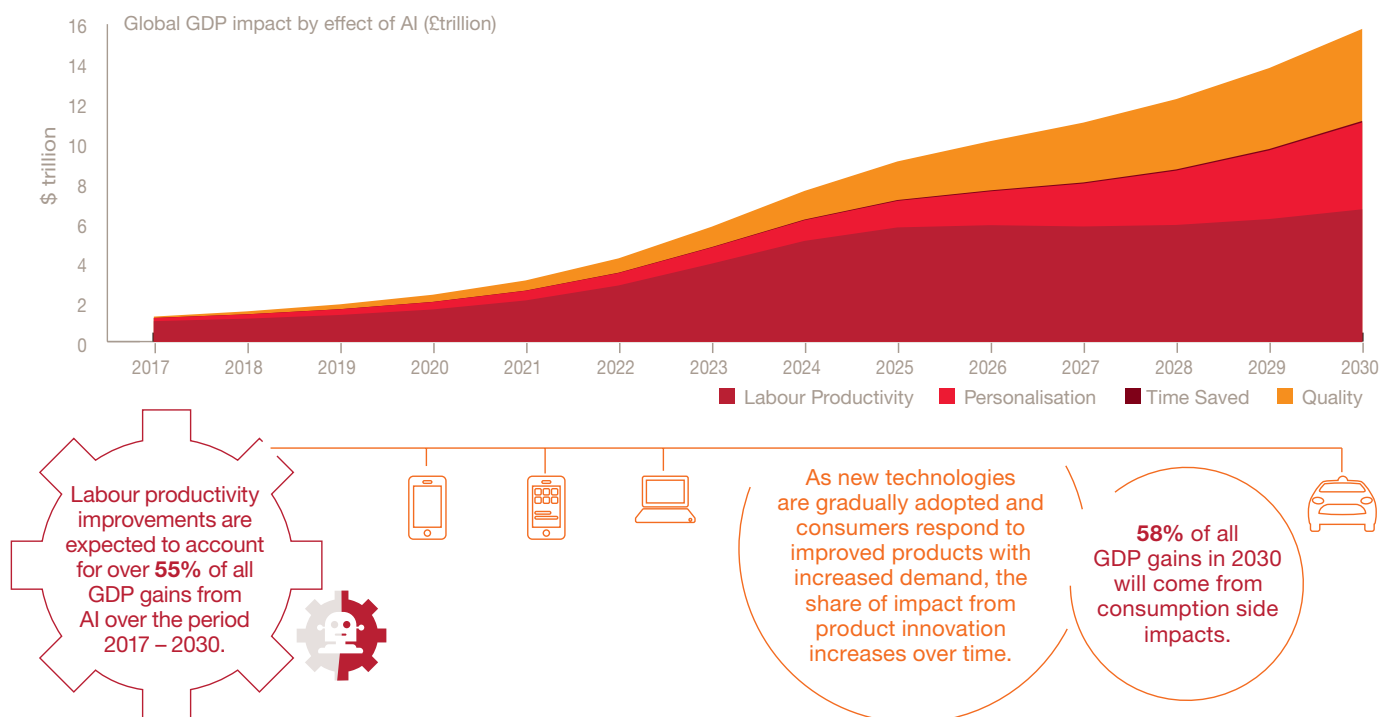 Global GDP impact by effect of AI (£trillion)
16
14
12
10
8
6
4
2
0
$ trillion
2017 2018 2019 2020 2021 2022 2023 2024 2025 2026 2027 2028 2029 2030
Labour Productivity Personalisation Time Saved Quality
Labour productivity
improvements are
expected to account
for over 55% of all
GDP gains from
AI over the period
2017 – 2030.
As new technologies
are gradually adopted and
consumers respond to
improved products with
increased demand, the
share of impact from
product innovation
increases over time.
58% of all
GDP gains in 2030
will come from
consumption side
impacts.